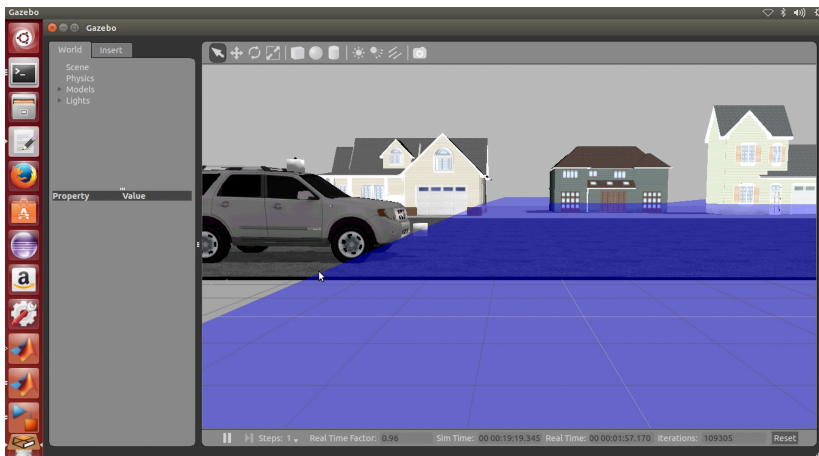 Gazebo
Gazebo
World Insert
Scene
Physics
Models
Lights
Property Value
Steps: 1 Real Time Factor: 0.96 Sim Time: 00 00:19:19.345 Real Time: 00 00:01:57.170 Iterations: 109305 Reset